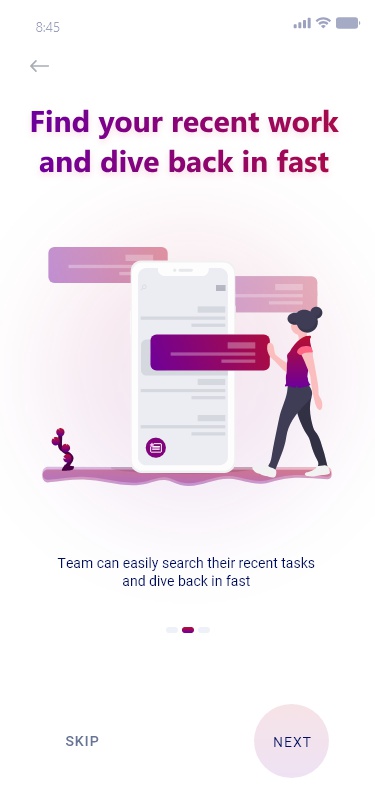 8:45
Find your recent work
and dive back in fast
Team can easily search their recent tasks
and dive back in fast
SKIP
NEXT